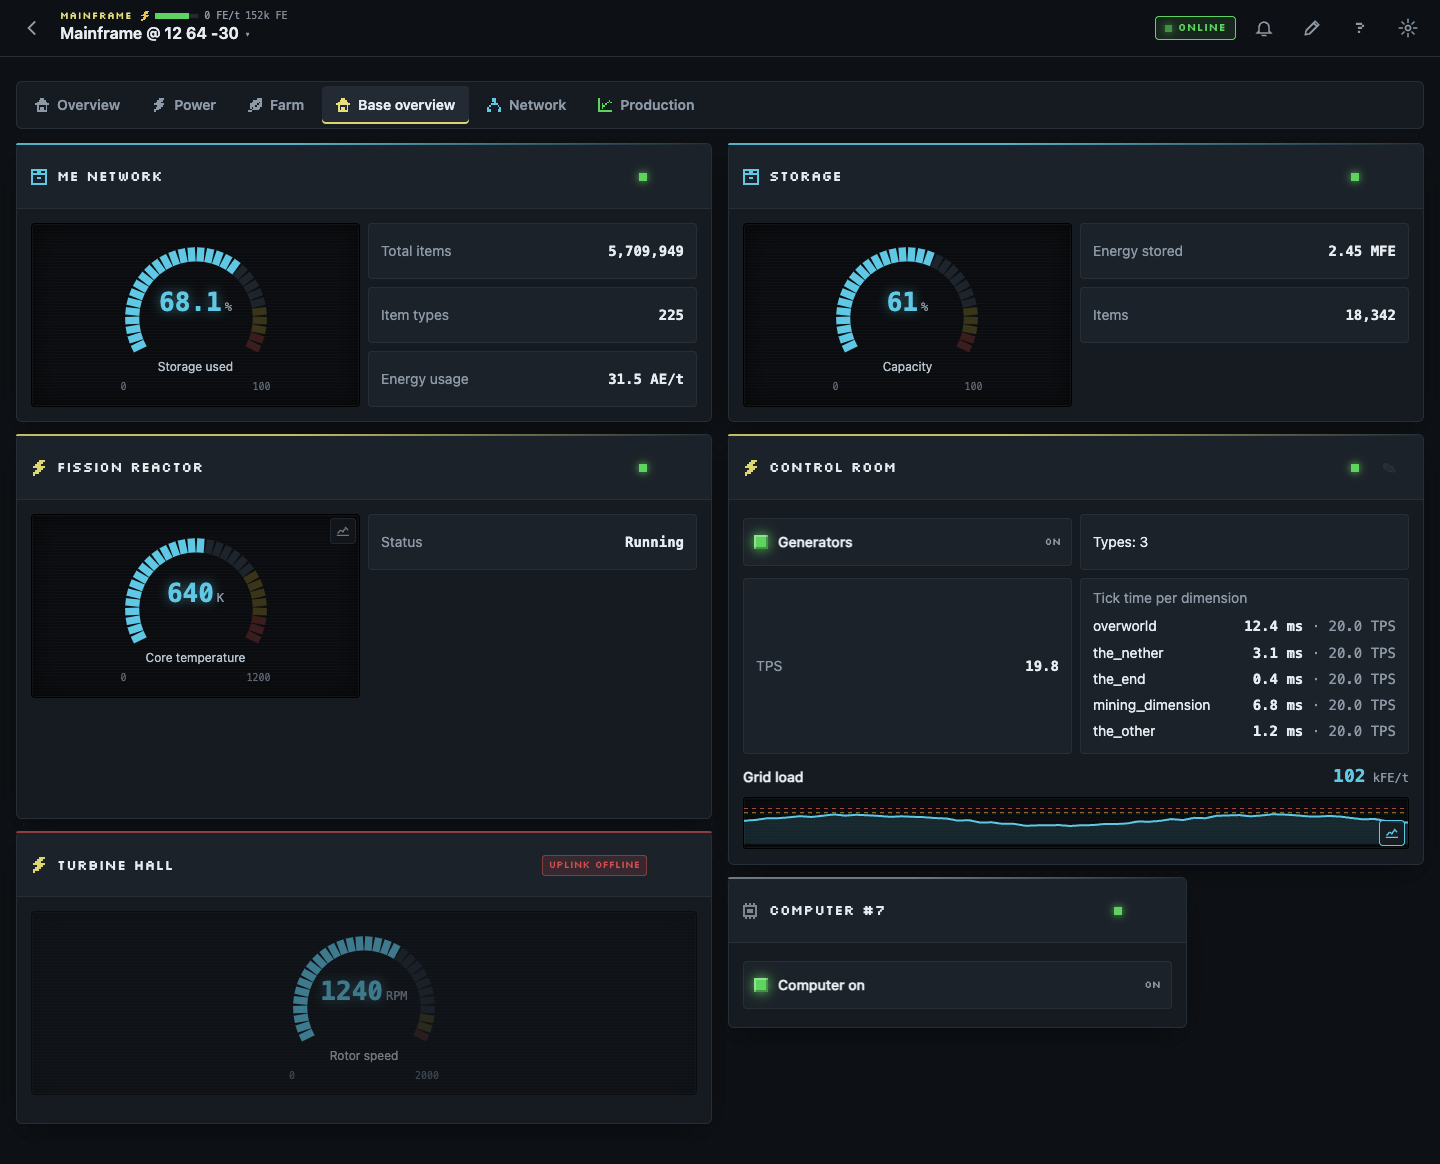 MAINFRAME 0 FE/t 152k FE
Mainframe @ 12 64 -30
ONLINE
?
Overview
Power
Farm
Base overview
Network
Production
ME NETWORK
68.1 %
Storage used
0 100
Total items 5,709,949
Item types 225
Energy usage 31.5 AE/t
STORAGE
61 %
Capacity
0 100
Energy stored 2.45 MFE
Items 18,342
FISSION REACTOR
640 K
Core temperature
0 1200
Status Running
CONTROL ROOM
Generators ON
Types: 3
TPS 19.8
Tick time per dimension
overworld 12.4 ms · 20.0 TPS
the_nether 3.1 ms · 20.0 TPS
the_end 0.4 ms · 20.0 TPS
mining_dimension 6.8 ms · 20.0 TPS
the_other 1.2 ms · 20.0 TPS
Grid load 102 kFE/t
TURBINE HALL UPLINK OFFLINE
1240 RPM
Rotor speed
0 2000
COMPUTER #7
Computer on ON